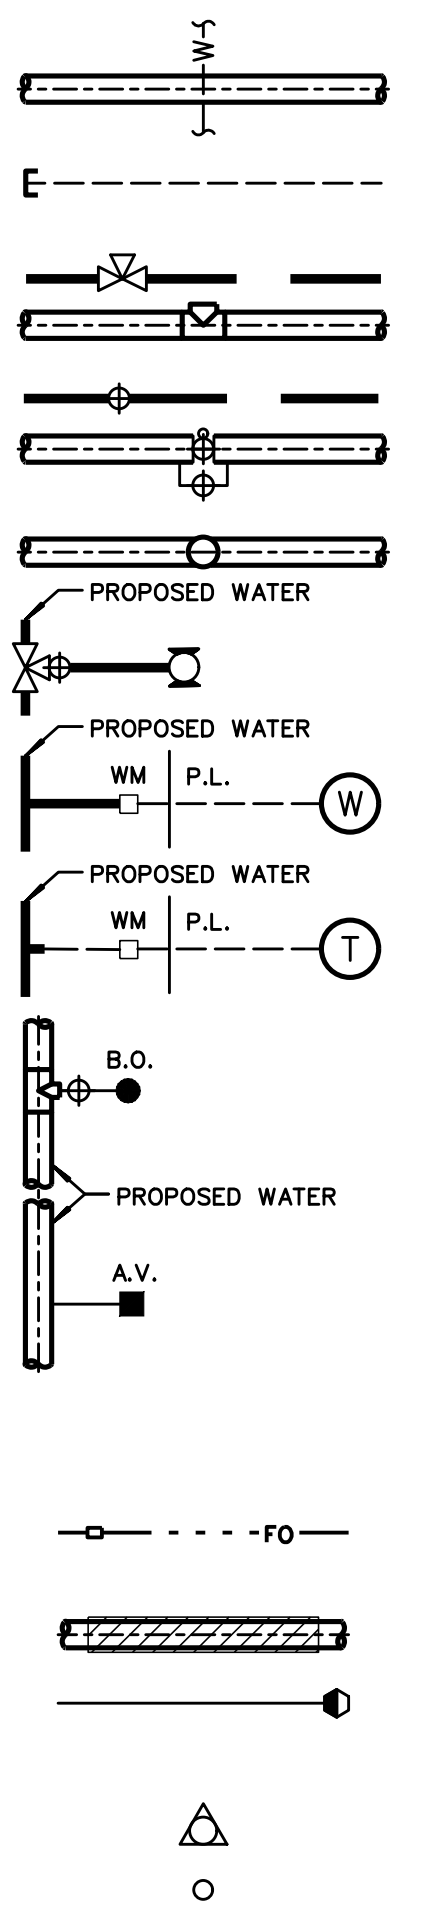 W
PROPOSED WATER
PROPOSED WATER
WM P.L.
W
PROPOSED WATER
WM P.L.
T
B.O.
PROPOSED WATER
A.V.
FO